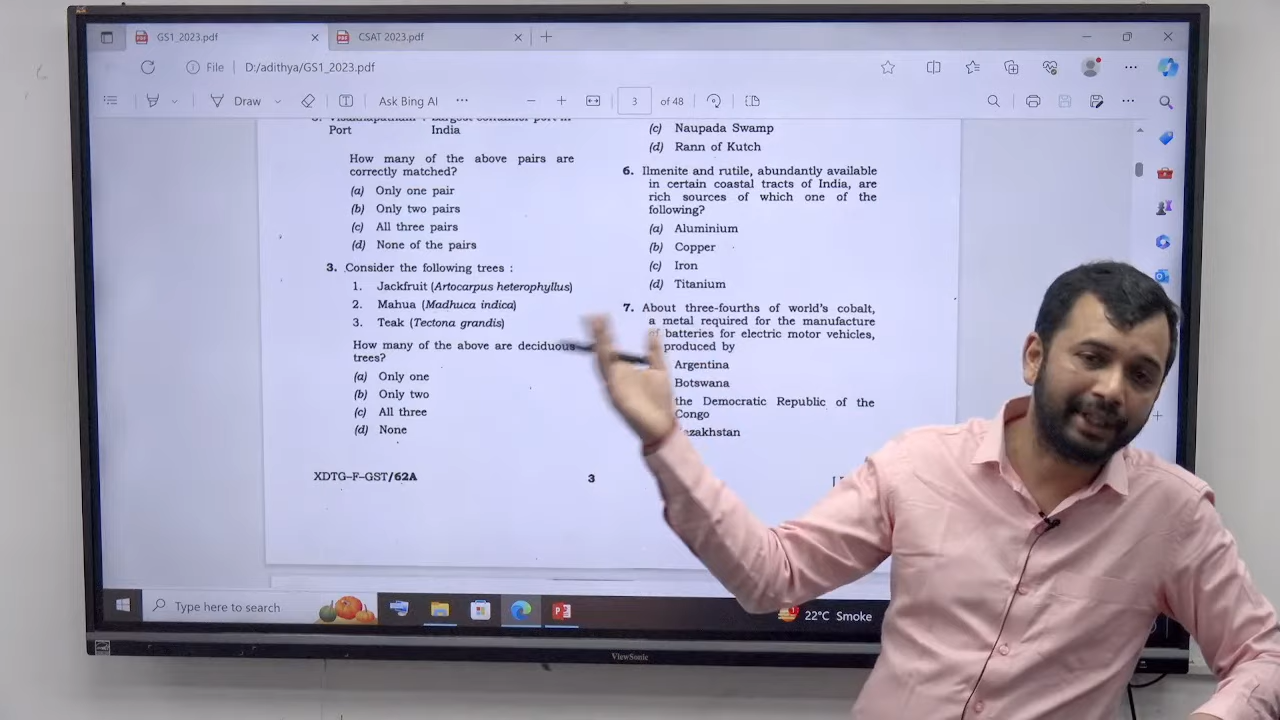 GS1_2023.pdf
CSAT 2023.pdf
File
D:/adithya/GS1_2023.pdf
Draw
Ask Bing AI
3
of 48
Port India
How many of the above pairs are
correctly matched?
(a) Only one pair
(b) Only two pairs
(c) All three pairs
(d) None of the pairs
3. Consider the following trees :
1. Jackfruit (Artocarpus heterophyllus)
2. Mahua (Madhuca indica)
3. Teak (Tectona grandis)
How many of the above are deciduous
trees?
(a) Only one
(b) Only two
(c) All three
(d) None
(c) Naupada Swamp
(d) Rann of Kutch
6. Ilmenite and rutile, abundantly available
in certain coastal tracts of India, are
rich sources of which one of the
following?
(a) Aluminium
(b) Copper
(c) Iron
(d) Titanium
7. About three-fourths of world's cobalt,
a metal required for the manufacture
of batteries for electric motor vehicles,
produced by
Argentina
Botswana
the Democratic Republic of the
Congo
XDTG-F-GST/62A
3
Type here to search
22°C Smoke
ViewSonic